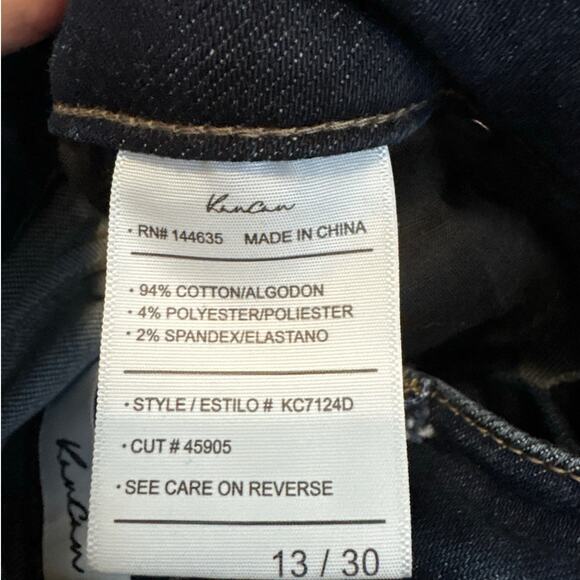 KanCan
· RN# 144635 MADE IN CHINA
· 94% COTTON/ALGODON
· 4% POLYESTER/POLIESTER
· 2% SPANDEX/ELASTANO
· STYLE / ESTILO # KC7124D
· CUT # 45905
· SEE CARE ON REVERSE
13 / 30
KanCan